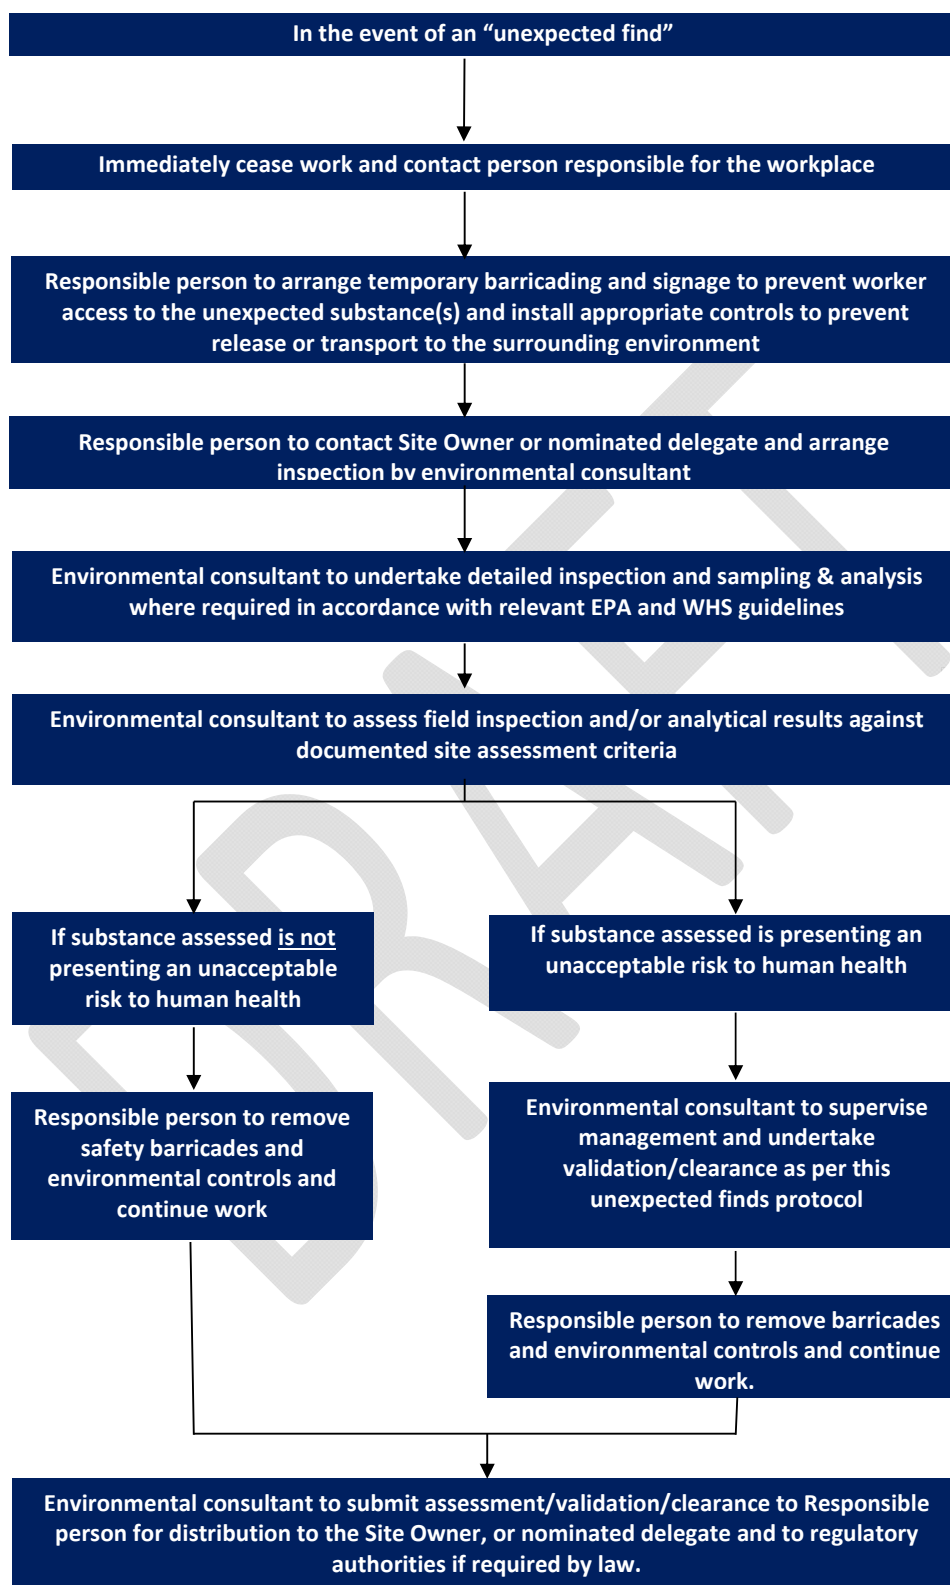 In the event of an “unexpected find”
Immediately cease work and contact person responsible for the workplace
Responsible person to arrange temporary barricading and signage to prevent worker
access to the unexpected substance(s) and install appropriate controls to prevent
release or transport to the surrounding environment
Responsible person to contact Site Owner or nominated delegate and arrange
inspection by environmental consultant
Environmental consultant to undertake detailed inspection and sampling & analysis
where required in accordance with relevant EPA and WHS guidelines
Environmental consultant to assess field inspection and/or analytical results against
documented site assessment criteria
If substance assessed is not
presenting an unacceptable
risk to human health
If substance assessed is presenting an
unacceptable risk to human health
Responsible person to remove
safety barricades and
environmental controls and
continue work
Environmental consultant to supervise
management and undertake
validation/clearance as per this
unexpected finds protocol
Responsible person to remove barricades
and environmental controls and continue
work.
Environmental consultant to submit assessment/validation/clearance to Responsible
person for distribution to the Site Owner, or nominated delegate and to regulatory
authorities if required by law.
DRAFT